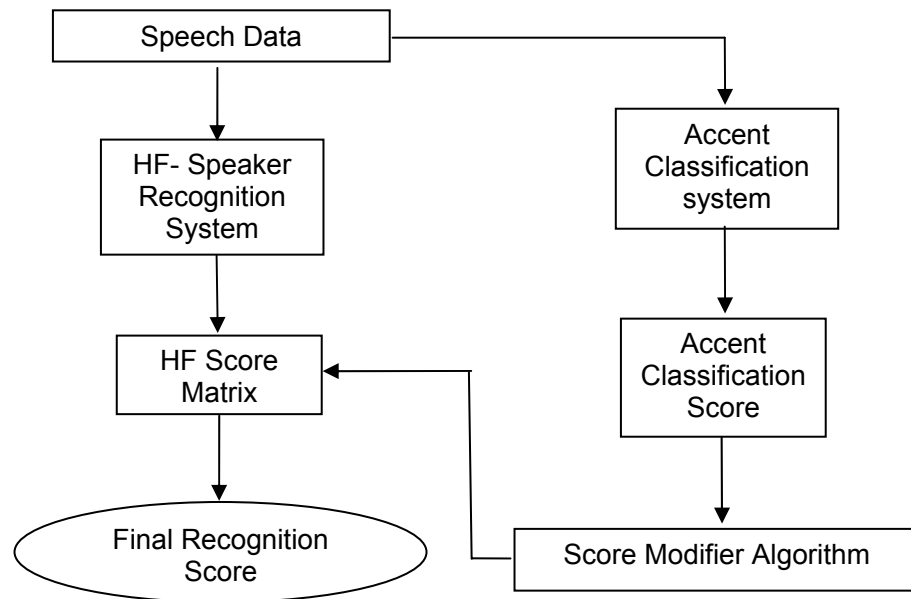 Speech Data
HF- Speaker
Recognition
System
HF Score
Matrix
Final Recognition
Score
Accent
Classification
system
Accent
Classification
Score
Score Modifier Algorithm